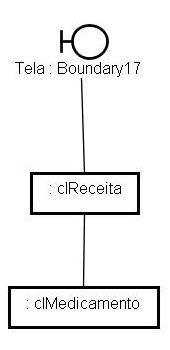 Tela : Boundary17
: clReceita
: clMedicamento